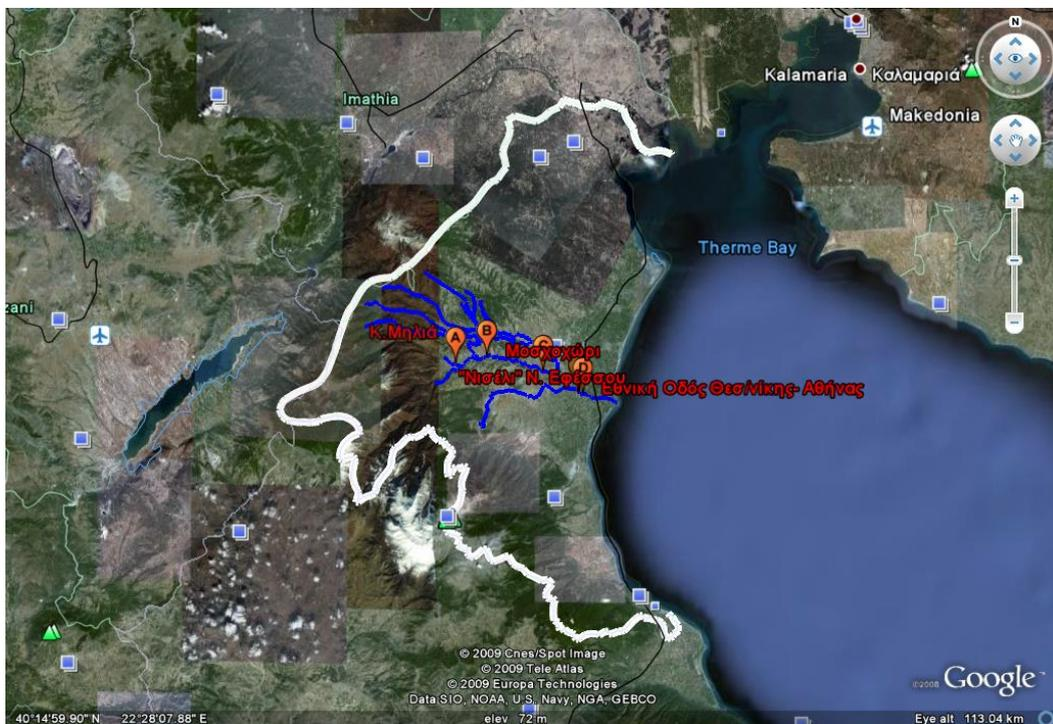 N
Kalamaria
Καλαμαριά
Makedonia
Imathia
Therme Bay
zani
Κ.Μηλιά
A
B
Μοσχοχώρι
C
"Νισέλι" Ν. Εφέσσου
D
Εθνική Οδός Θεσ/νίκης- Αθήνας
© 2009 Cnes/Spot Image
© 2009 Tele Atlas
© 2009 Europa Technologies
Data SIO, NOAA, U.S. Navy, NGA, GEBCO
©2008 Google™
40°14'59.90" N 22°28'07.88" E elev 72 m Eye alt 113.04 km